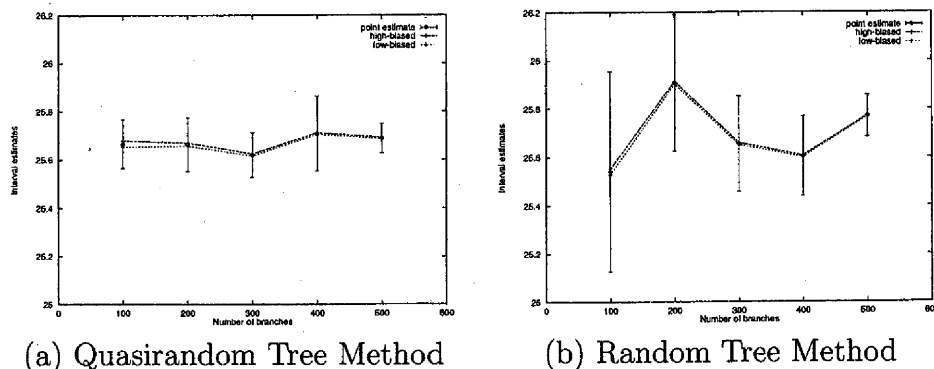 26.2
26
25.8
25.6
25.4
25.2
25
Interval estimates
point estimate
high-biased
low-biased
0 100 200 300 400 500 600
Number of branches
(a) Quasirandom Tree Method
26.2
26
25.8
25.6
25.4
25.2
25
Interval estimates
point estimate
high-biased
low-biased
0 100 200 300 400 500 60
Number of branches
(b) Random Tree Method